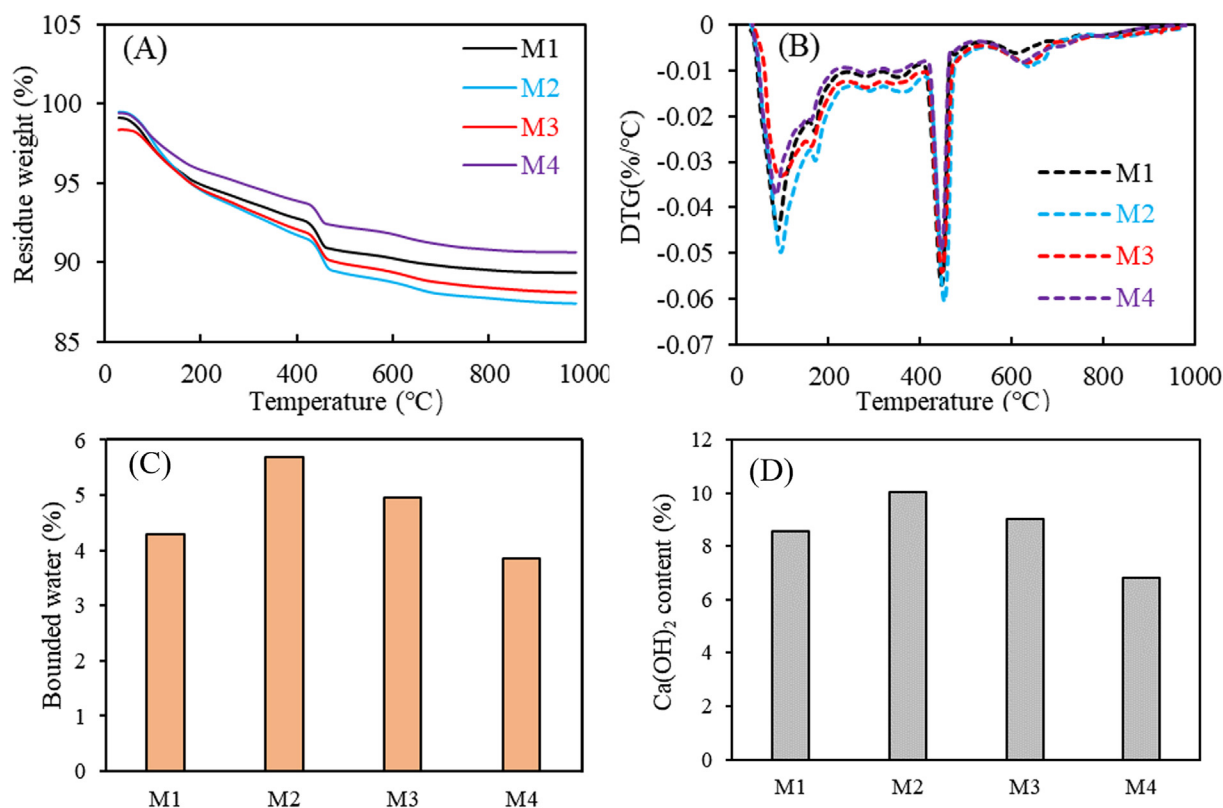 (A)
Residue weight (%)
105
100
95
90
85
M1
M2
M3
M4
0 200 400 600 800 1000
Temperature (°C)
(B)
DTG(%/°C)
0
-0.01
-0.02
-0.03
-0.04
-0.05
-0.06
-0.07
M1
M2
M3
M4
0 200 400 600 800 1000
Temperature (°C)
(C)
Bounded water (%)
6
5
4
3
2
1
0
M1 M2 M3 M4
(D)
Ca(OH)₂ content (%)
12
10
8
6
4
2
0
M1 M2 M3 M4